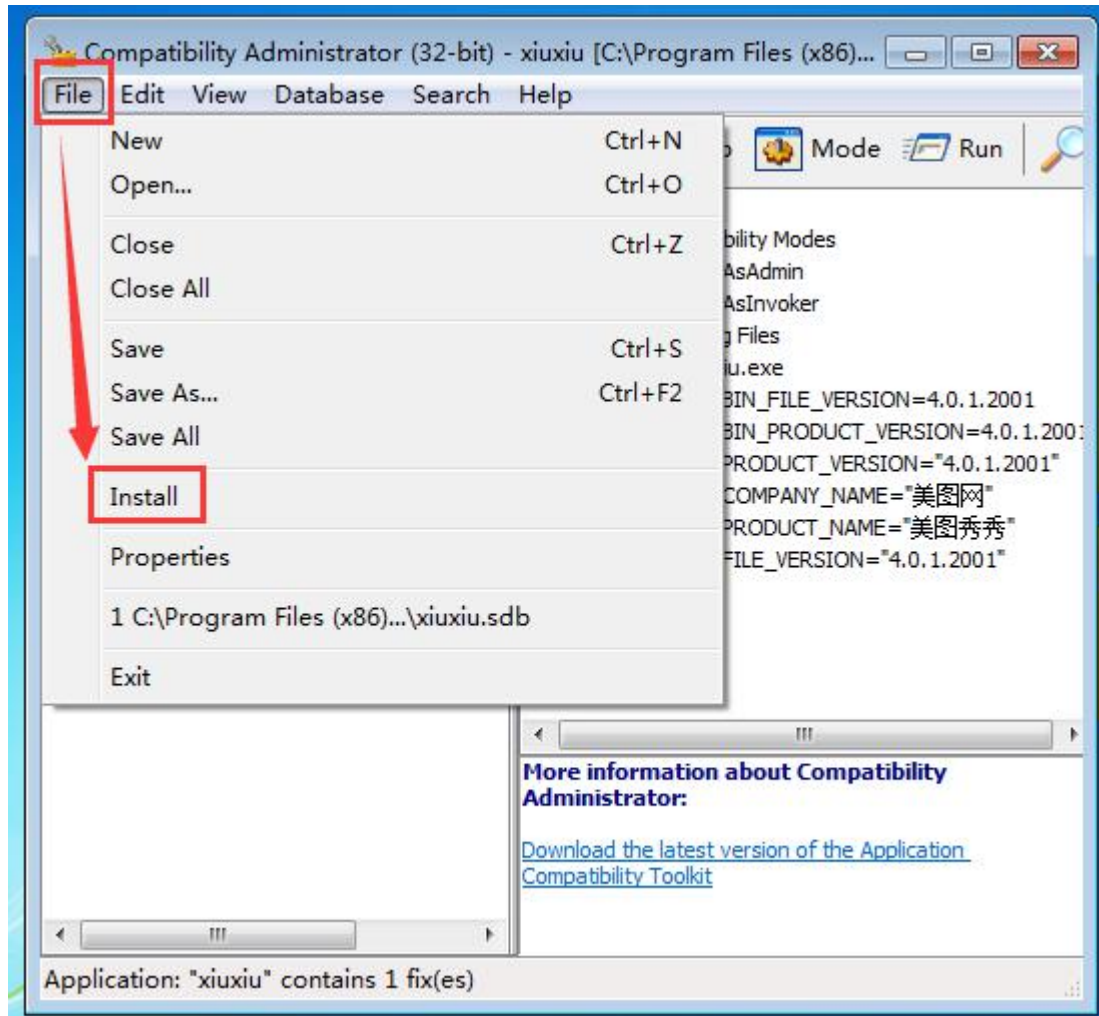 Compatibility Administrator (32-bit) - xiuxiu [C:\Program Files (x86)...
File Edit View Database Search Help
New Ctrl+N
Open... Ctrl+O
Close Ctrl+Z
Close All
Save Ctrl+S
Save As... Ctrl+F2
Save All
Install
Properties
1 C:\Program Files (x86)...\xiuxiu.sdb
Exit
Mode Run
bility Modes
AsAdmin
AsInvoker
Files
iu.exe
BIN_FILE_VERSION=4.0.1.2001
BIN_PRODUCT_VERSION=4.0.1.2001
PRODUCT_VERSION="4.0.1.2001"
COMPANY_NAME="美图网"
PRODUCT_NAME="美图秀秀"
FILE_VERSION="4.0.1.2001"
More information about Compatibility
Administrator:
Download the latest version of the Application
Compatibility Toolkit
Application: "xiuxiu" contains 1 fix(es)